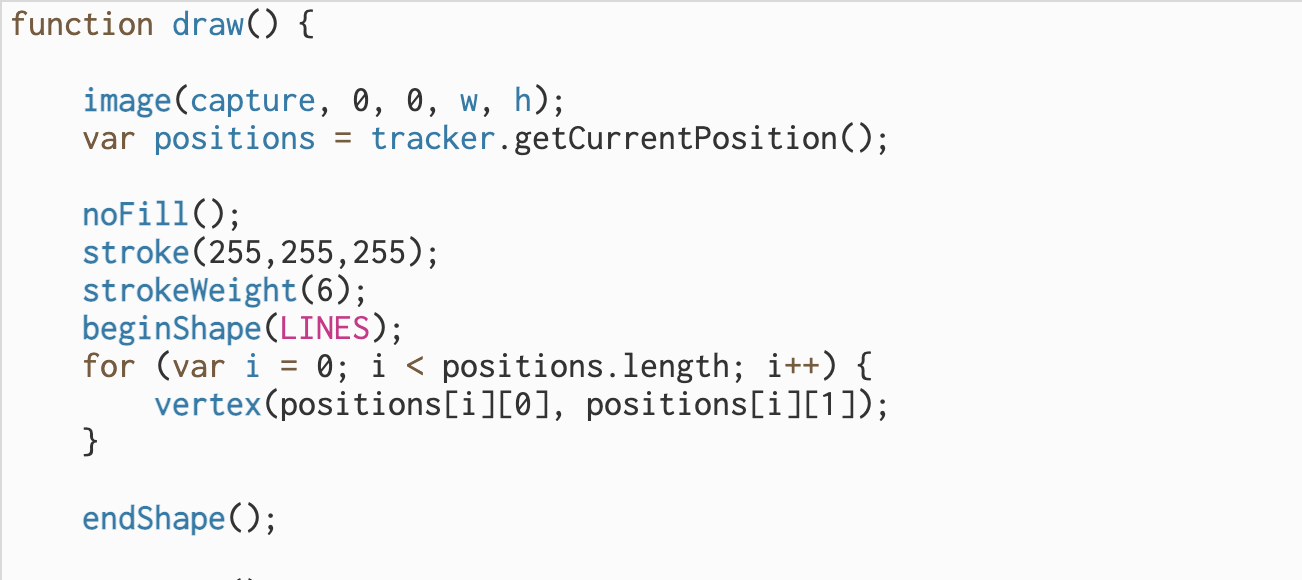 function draw() {
image(capture, 0, 0, w, h);
var positions = tracker.getCurrentPosition();
noFill();
stroke(255,255,255);
strokeWeight(6);
beginShape(LINES);
for (var i = 0; i < positions.length; i++) {
vertex(positions[i][0], positions[i][1]);
}
endShape();